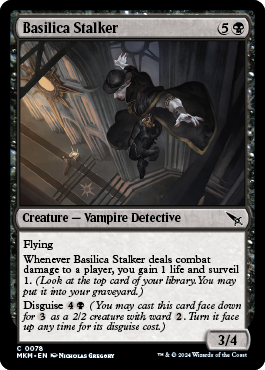 Basilica Stalker 5
Creature — Vampire Detective
Flying
Whenever Basilica Stalker deals combat
damage to a player, you gain 1 life and surveil
1. (Look at the top card of your library. You may
put it into your graveyard.)
Disguise 4 (You may cast this card face down
for 3 as a 2/2 creature with ward 2. Turn it face
up any time for its disguise cost.)
3/4
C 0078
MKM • EN Nicholas Gregory
™ & © 2024 Wizards of the Coast